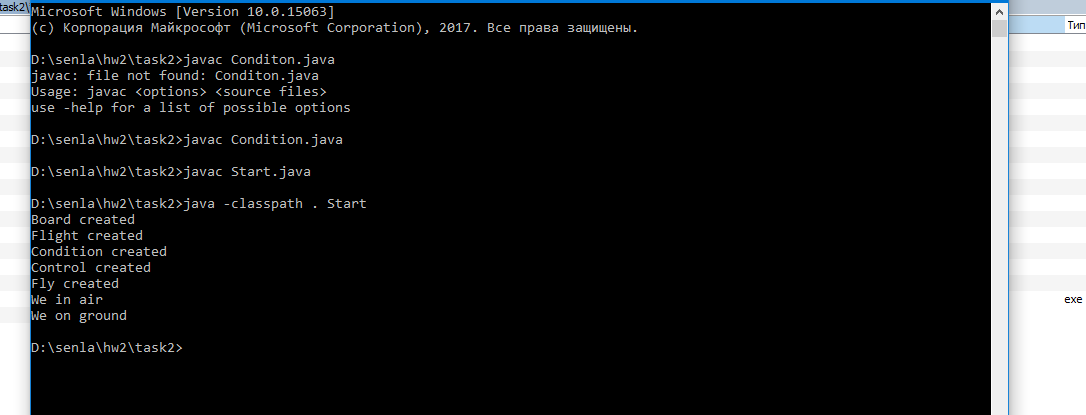 task2\
Microsoft Windows [Version 10.0.15063]
(c) Корпорация Майкрософт (Microsoft Corporation), 2017. Все права защищены.
Тип
D:\senla\hw2\task2>javac Conditon.java
javac: file not found: Conditon.java
Usage: javac <options> <source files>
use -help for a list of possible options
D:\senla\hw2\task2>javac Condition.java
D:\senla\hw2\task2>javac Start.java
D:\senla\hw2\task2>java -classpath . Start
Board created
Flight created
Condition created
Control created
Fly created
We in air
exe
We on ground
D:\senla\hw2\task2>